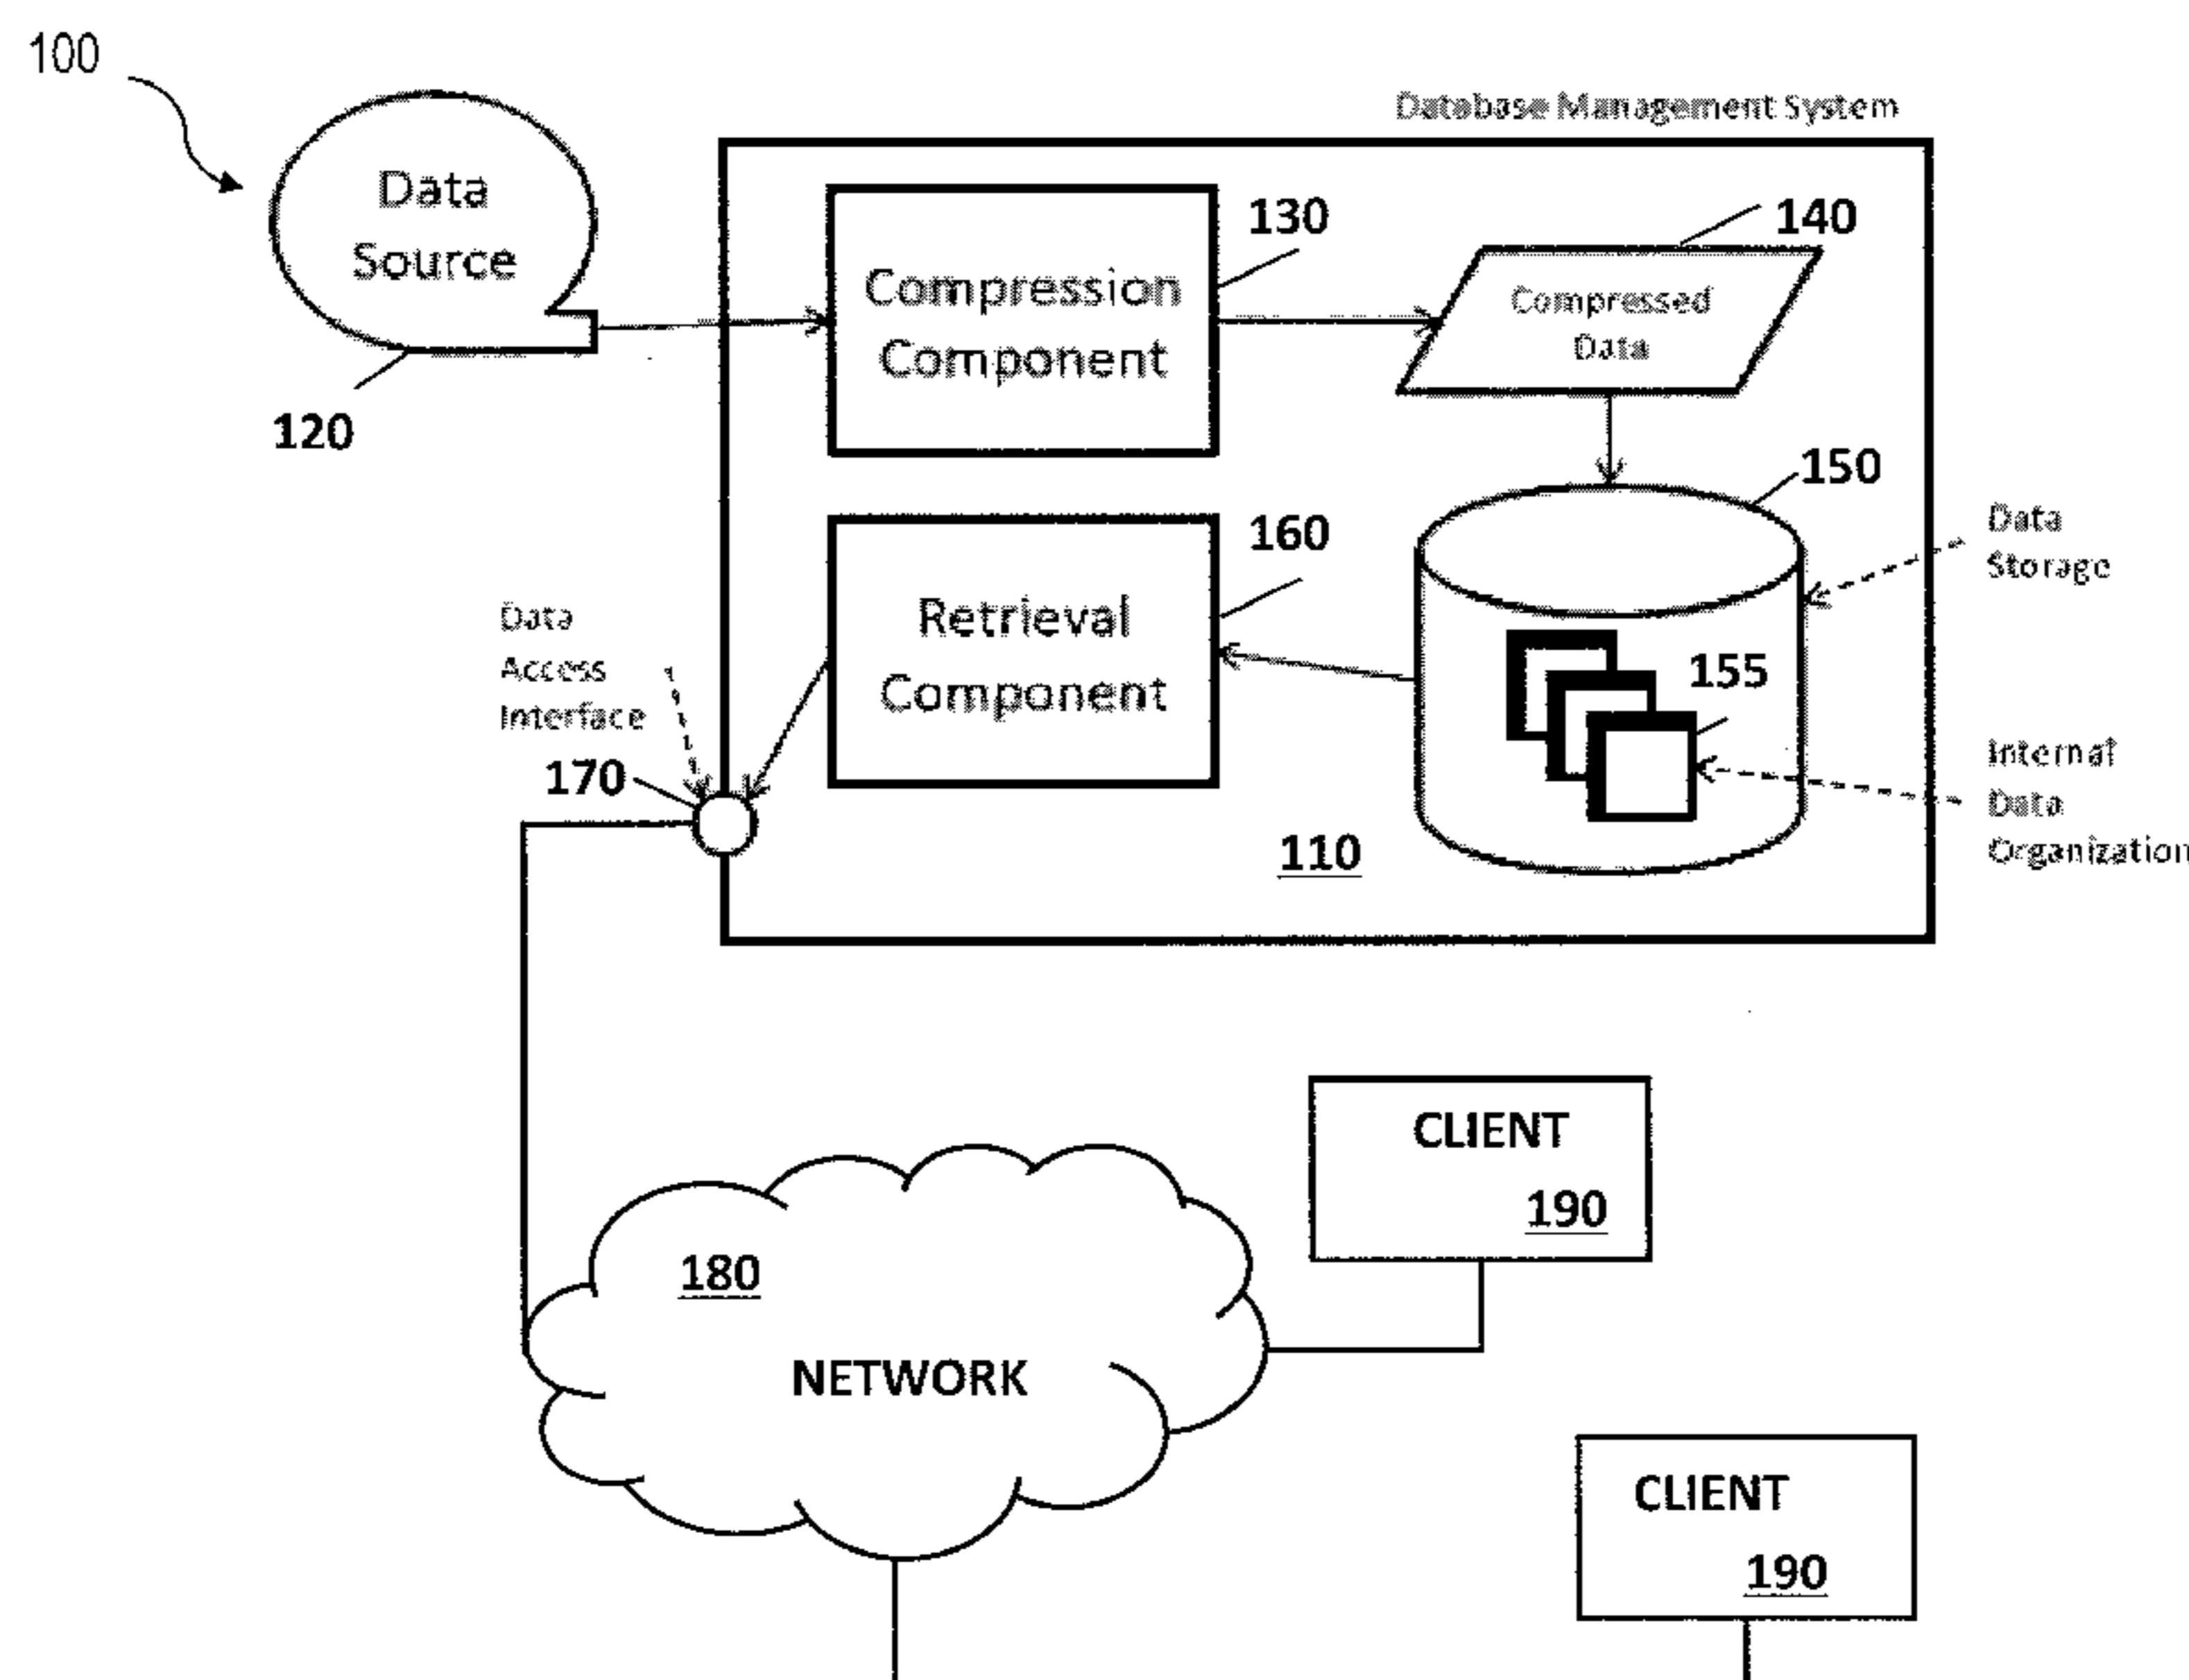 100
Database Management System
Data
Source
120
Compression
Component
130
140
Compressed
Data
150
Data
Storage
160
Retrieval
Component
Data
Access
Interface
170
155
Internal
Data
Organization
110
CLIENT
190
180
NETWORK
CLIENT
190